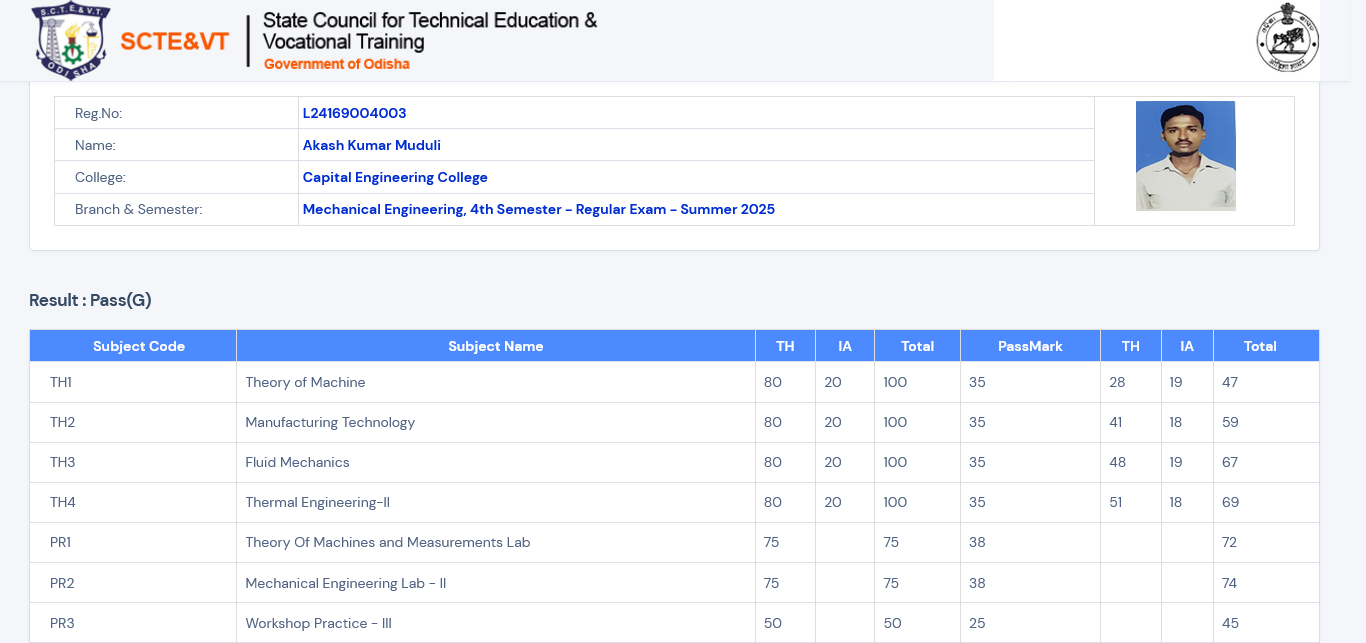 S.C.T.E.&V.T.
ODISHA
SCTE&VT
State Council for Technical Education &
Vocational Training
Government of Odisha
Reg.No: L24169004003
Name: Akash Kumar Muduli
College: Capital Engineering College
Branch & Semester: Mechanical Engineering, 4th Semester - Regular Exam - Summer 2025
Result : Pass(G)
Subject Code Subject Name TH IA Total PassMark TH IA Total
TH1 Theory of Machine 80 20 100 35 28 19 47
TH2 Manufacturing Technology 80 20 100 35 41 18 59
TH3 Fluid Mechanics 80 20 100 35 48 19 67
TH4 Thermal Engineering-II 80 20 100 35 51 18 69
PR1 Theory Of Machines and Measurements Lab 75 75 38 72
PR2 Mechanical Engineering Lab - II 75 75 38 74
PR3 Workshop Practice - III 50 50 25 45